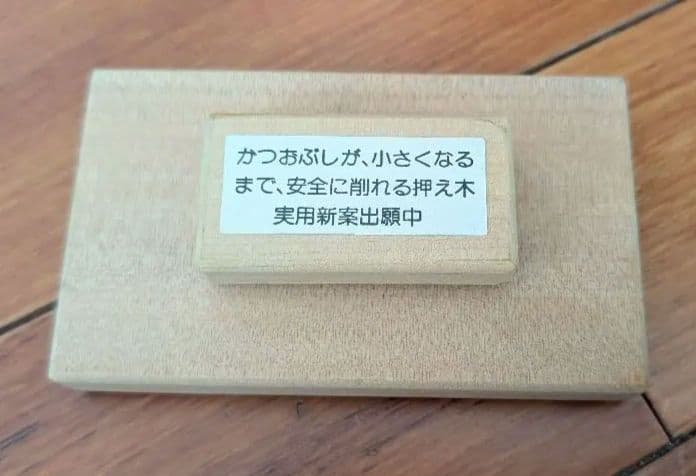 かつおぶしが、小さくなる
まで、安全に削れる押え木
実用新案出願中